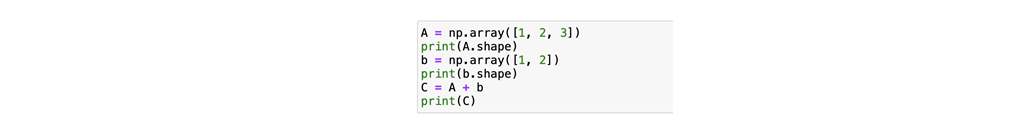 A = np.array([1, 2, 3])
print(A.shape)
b = np.array([1, 2])
print(b.shape)
C = A + b
print(C)